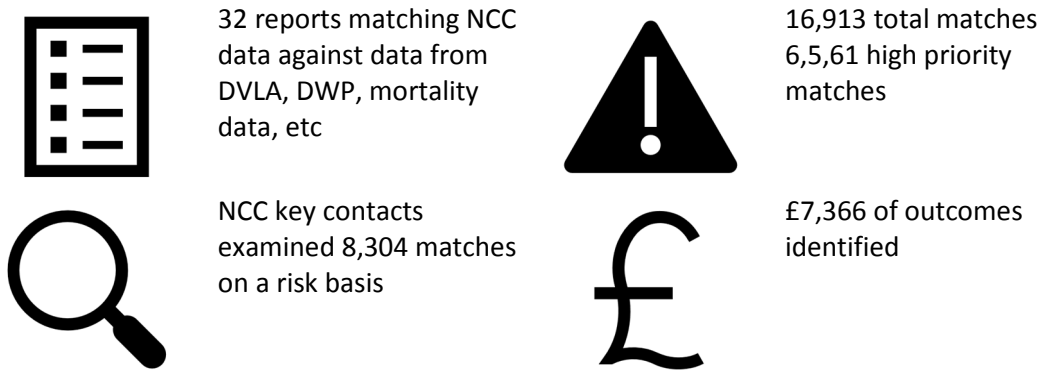 32 reports matching NCC
data against data from
DVLA, DWP, mortality
data, etc
16,913 total matches
6,5,61 high priority
matches
NCC key contacts
examined 8,304 matches
on a risk basis
£7,366 of outcomes
identified